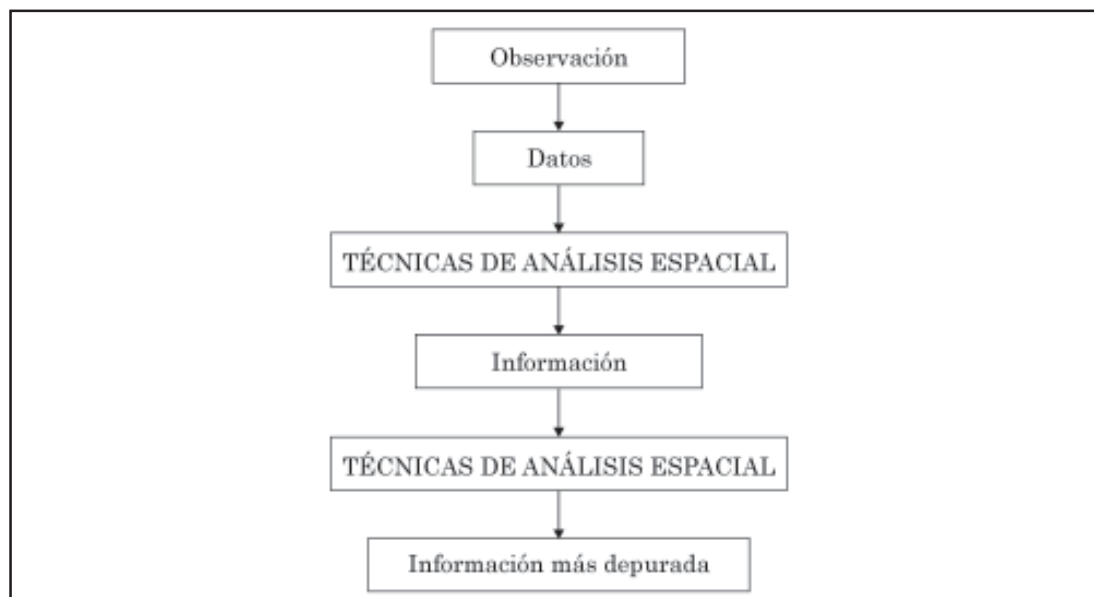 Observación
Datos
TÉCNICAS DE ANÁLISIS ESPACIAL
Información
TÉCNICAS DE ANÁLISIS ESPACIAL
Información más depurada